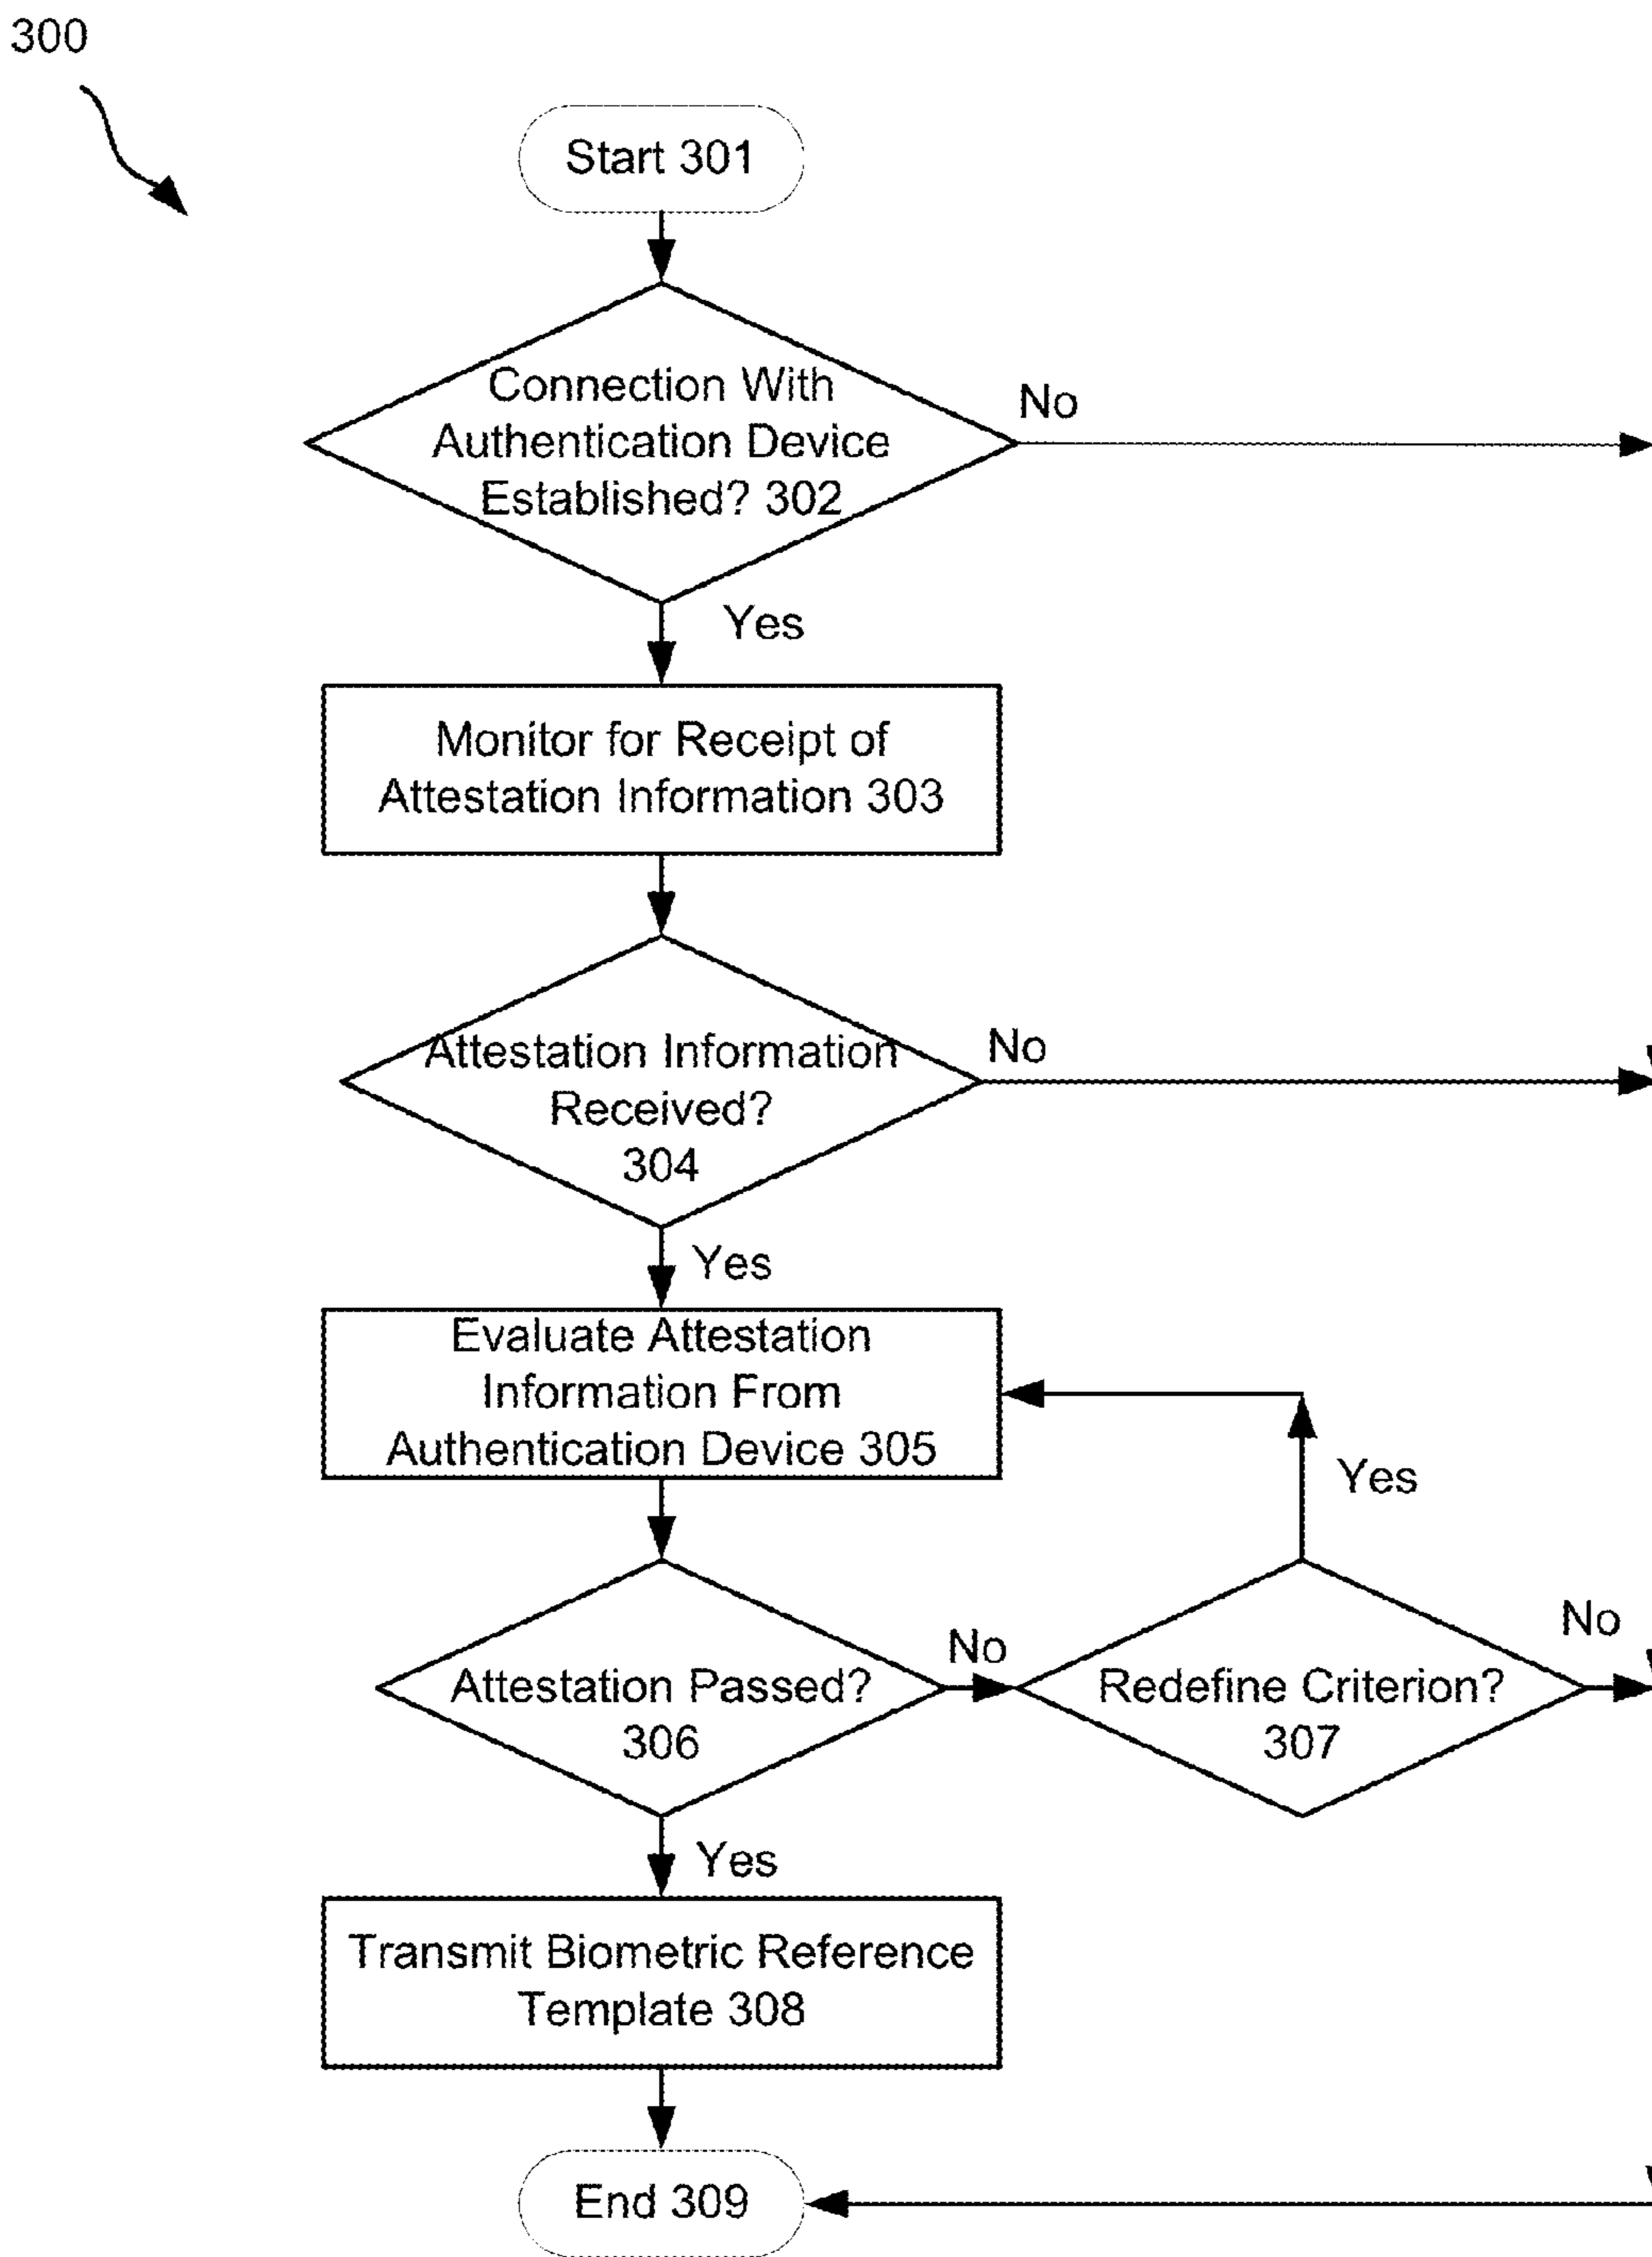 300
Start 301
Connection With
Authentication Device
Established? 302
No
Yes
Monitor for Receipt of
Attestation Information 303
Attestation Information
Received?
304
No
Yes
Evaluate Attestation
Information From
Authentication Device 305
Yes
Attestation Passed?
306
No
Redefine Criterion?
307
No
Yes
Transmit Biometric Reference
Template 308
End 309